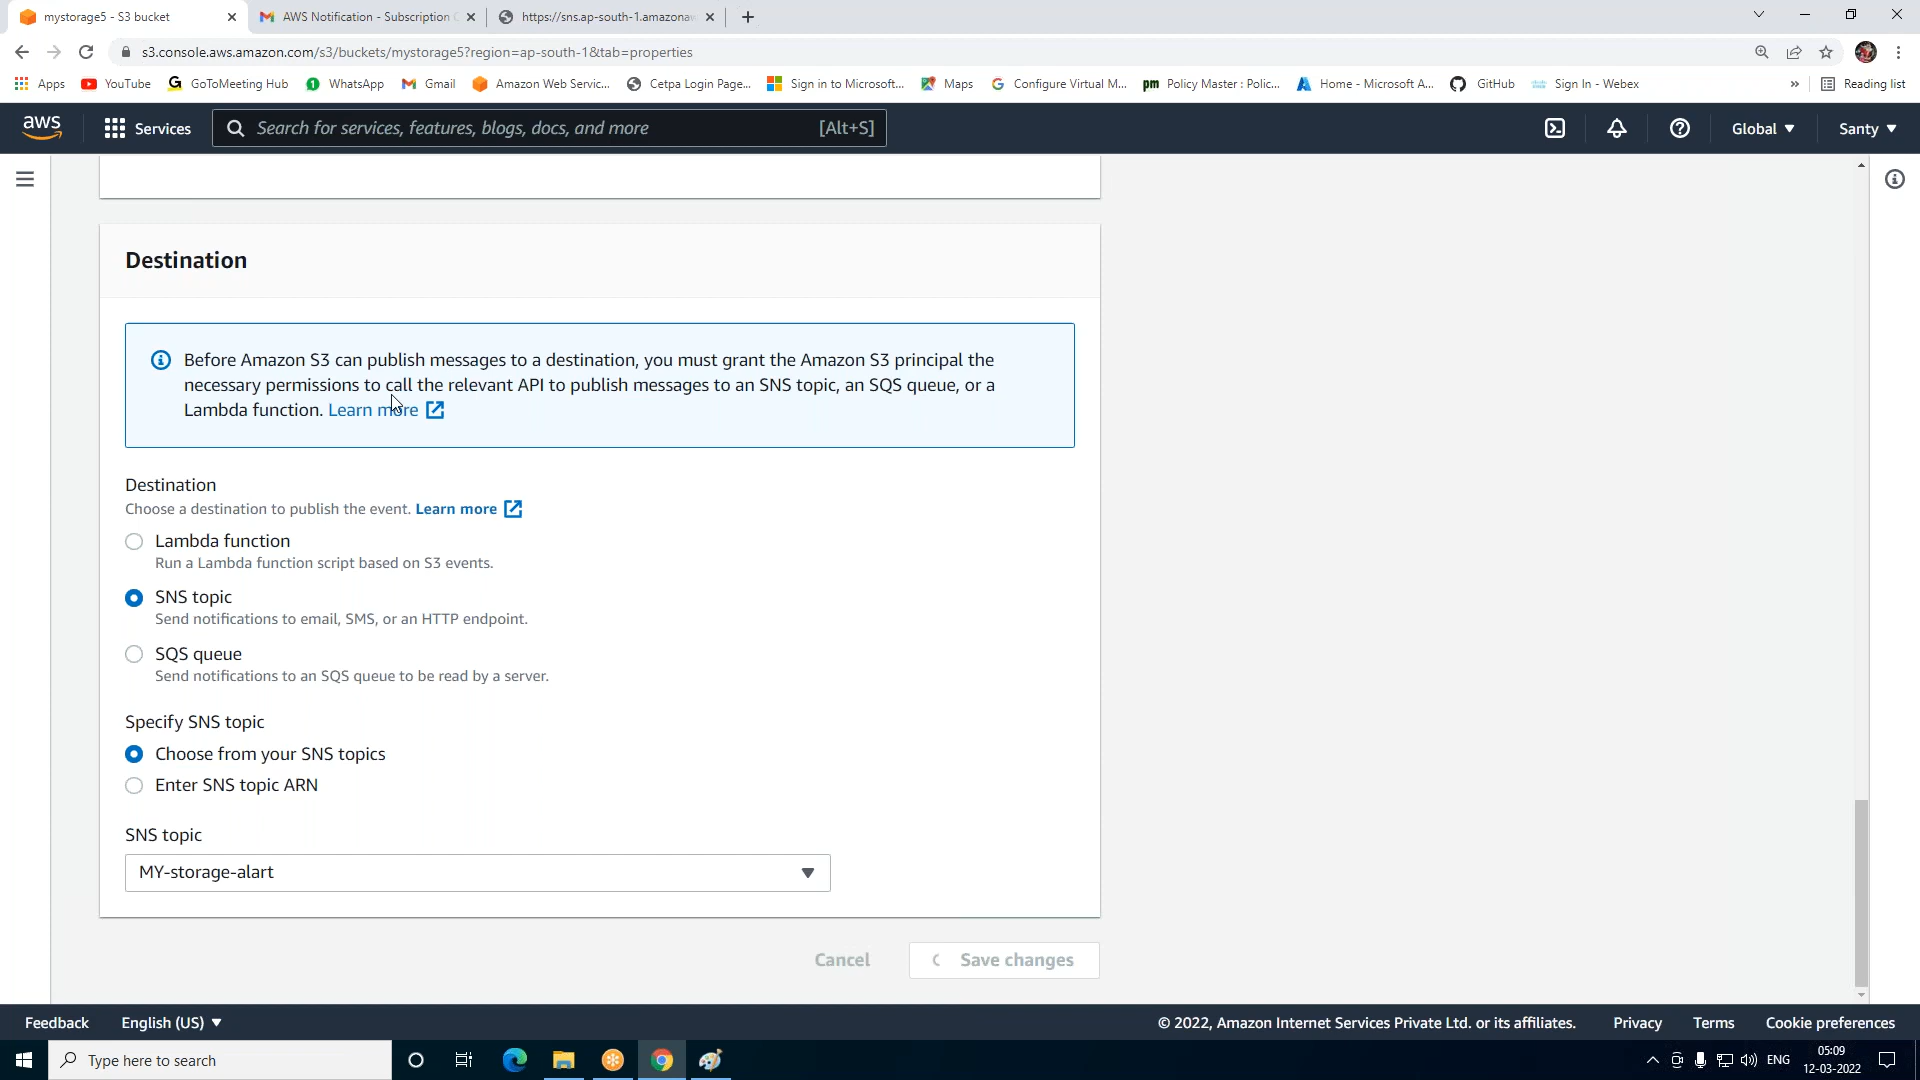 mystorage5 - S3 bucket
AWS Notification - Subscription C
https://sns.ap-south-1.amazonaw
s3.console.aws.amazon.com/s3/buckets/mystorage5?region=ap-south-1&tab=properties
Apps
YouTube
GoToMeeting Hub
WhatsApp
Gmail
Amazon Web Servic...
Cetpa Login Page...
Sign in to Microsoft...
Maps
Configure Virtual M...
pm Policy Master : Polic...
Home - Microsoft A...
GitHub
Sign In - Webex
»
Reading list
aws
Services
Search for services, features, blogs, docs, and more
[Alt+S]
Global
Santy
Destination
Before Amazon S3 can publish messages to a destination, you must grant the Amazon S3 principal the
necessary permissions to call the relevant API to publish messages to an SNS topic, an SQS queue, or a
Lambda function. Learn more
Destination
Choose a destination to publish the event. Learn more
Lambda function
Run a Lambda function script based on S3 events.
SNS topic
Send notifications to email, SMS, or an HTTP endpoint.
SQS queue
Send notifications to an SQS queue to be read by a server.
Specify SNS topic
Choose from your SNS topics
Enter SNS topic ARN
SNS topic
MY-storage-alart
Cancel
Save changes
Feedback
English (US)
© 2022, Amazon Internet Services Private Ltd. or its affiliates.
Privacy
Terms
Cookie preferences
Type here to search
ENG
05:09
12-03-2022